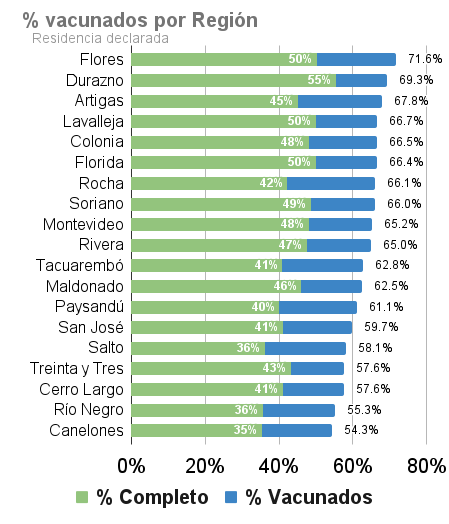 % vacunados por Región
Residencia declarada
Flores 50% 71.6%
Durazno 55% 69.3%
Artigas 45% 67.8%
Lavalleja 50% 66.7%
Colonia 48% 66.5%
Florida 50% 66.4%
Rocha 42% 66.1%
Soriano 49% 66.0%
Montevideo 48% 65.2%
Rivera 47% 65.0%
Tacuarembó 41% 62.8%
Maldonado 46% 62.5%
Paysandú 40% 61.1%
San José 41% 59.7%
Salto 36% 58.1%
Treinta y Tres 43% 57.6%
Cerro Largo 41% 57.6%
Río Negro 36% 55.3%
Canelones 35% 54.3%
0% 20% 40% 60% 80%
% Completo % Vacunados